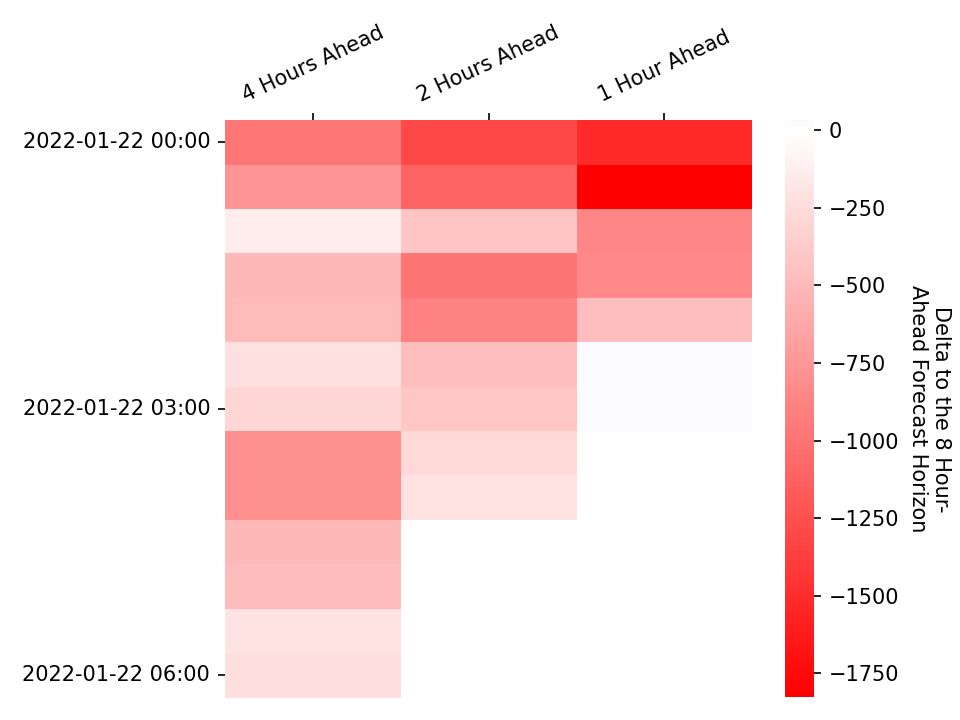 4 Hours Ahead
2 Hours Ahead
1 Hour Ahead
2022-01-22 00:00
2022-01-22 03:00
2022-01-22 06:00
0
−250
−500
−750
−1000
−1250
−1500
−1750
Delta to the 8 Hour-
Ahead Forecast Horizon